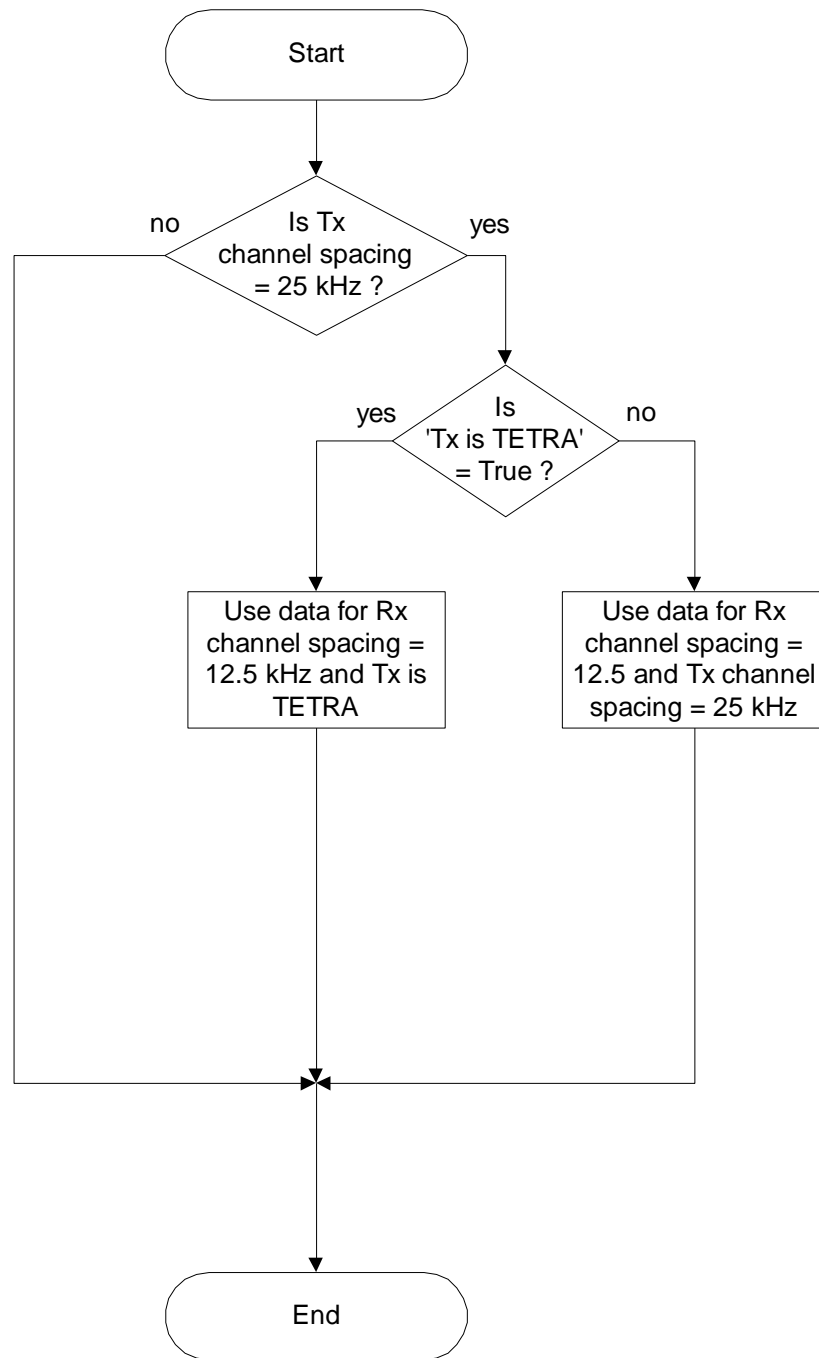 Start
no
Is Tx
channel spacing
= 25 kHz ?
yes
yes
Is
'Tx is TETRA'
= True ?
no
Use data for Rx
channel spacing =
12.5 kHz and Tx is
TETRA
Use data for Rx
channel spacing =
12.5 and Tx channel
spacing = 25 kHz
End